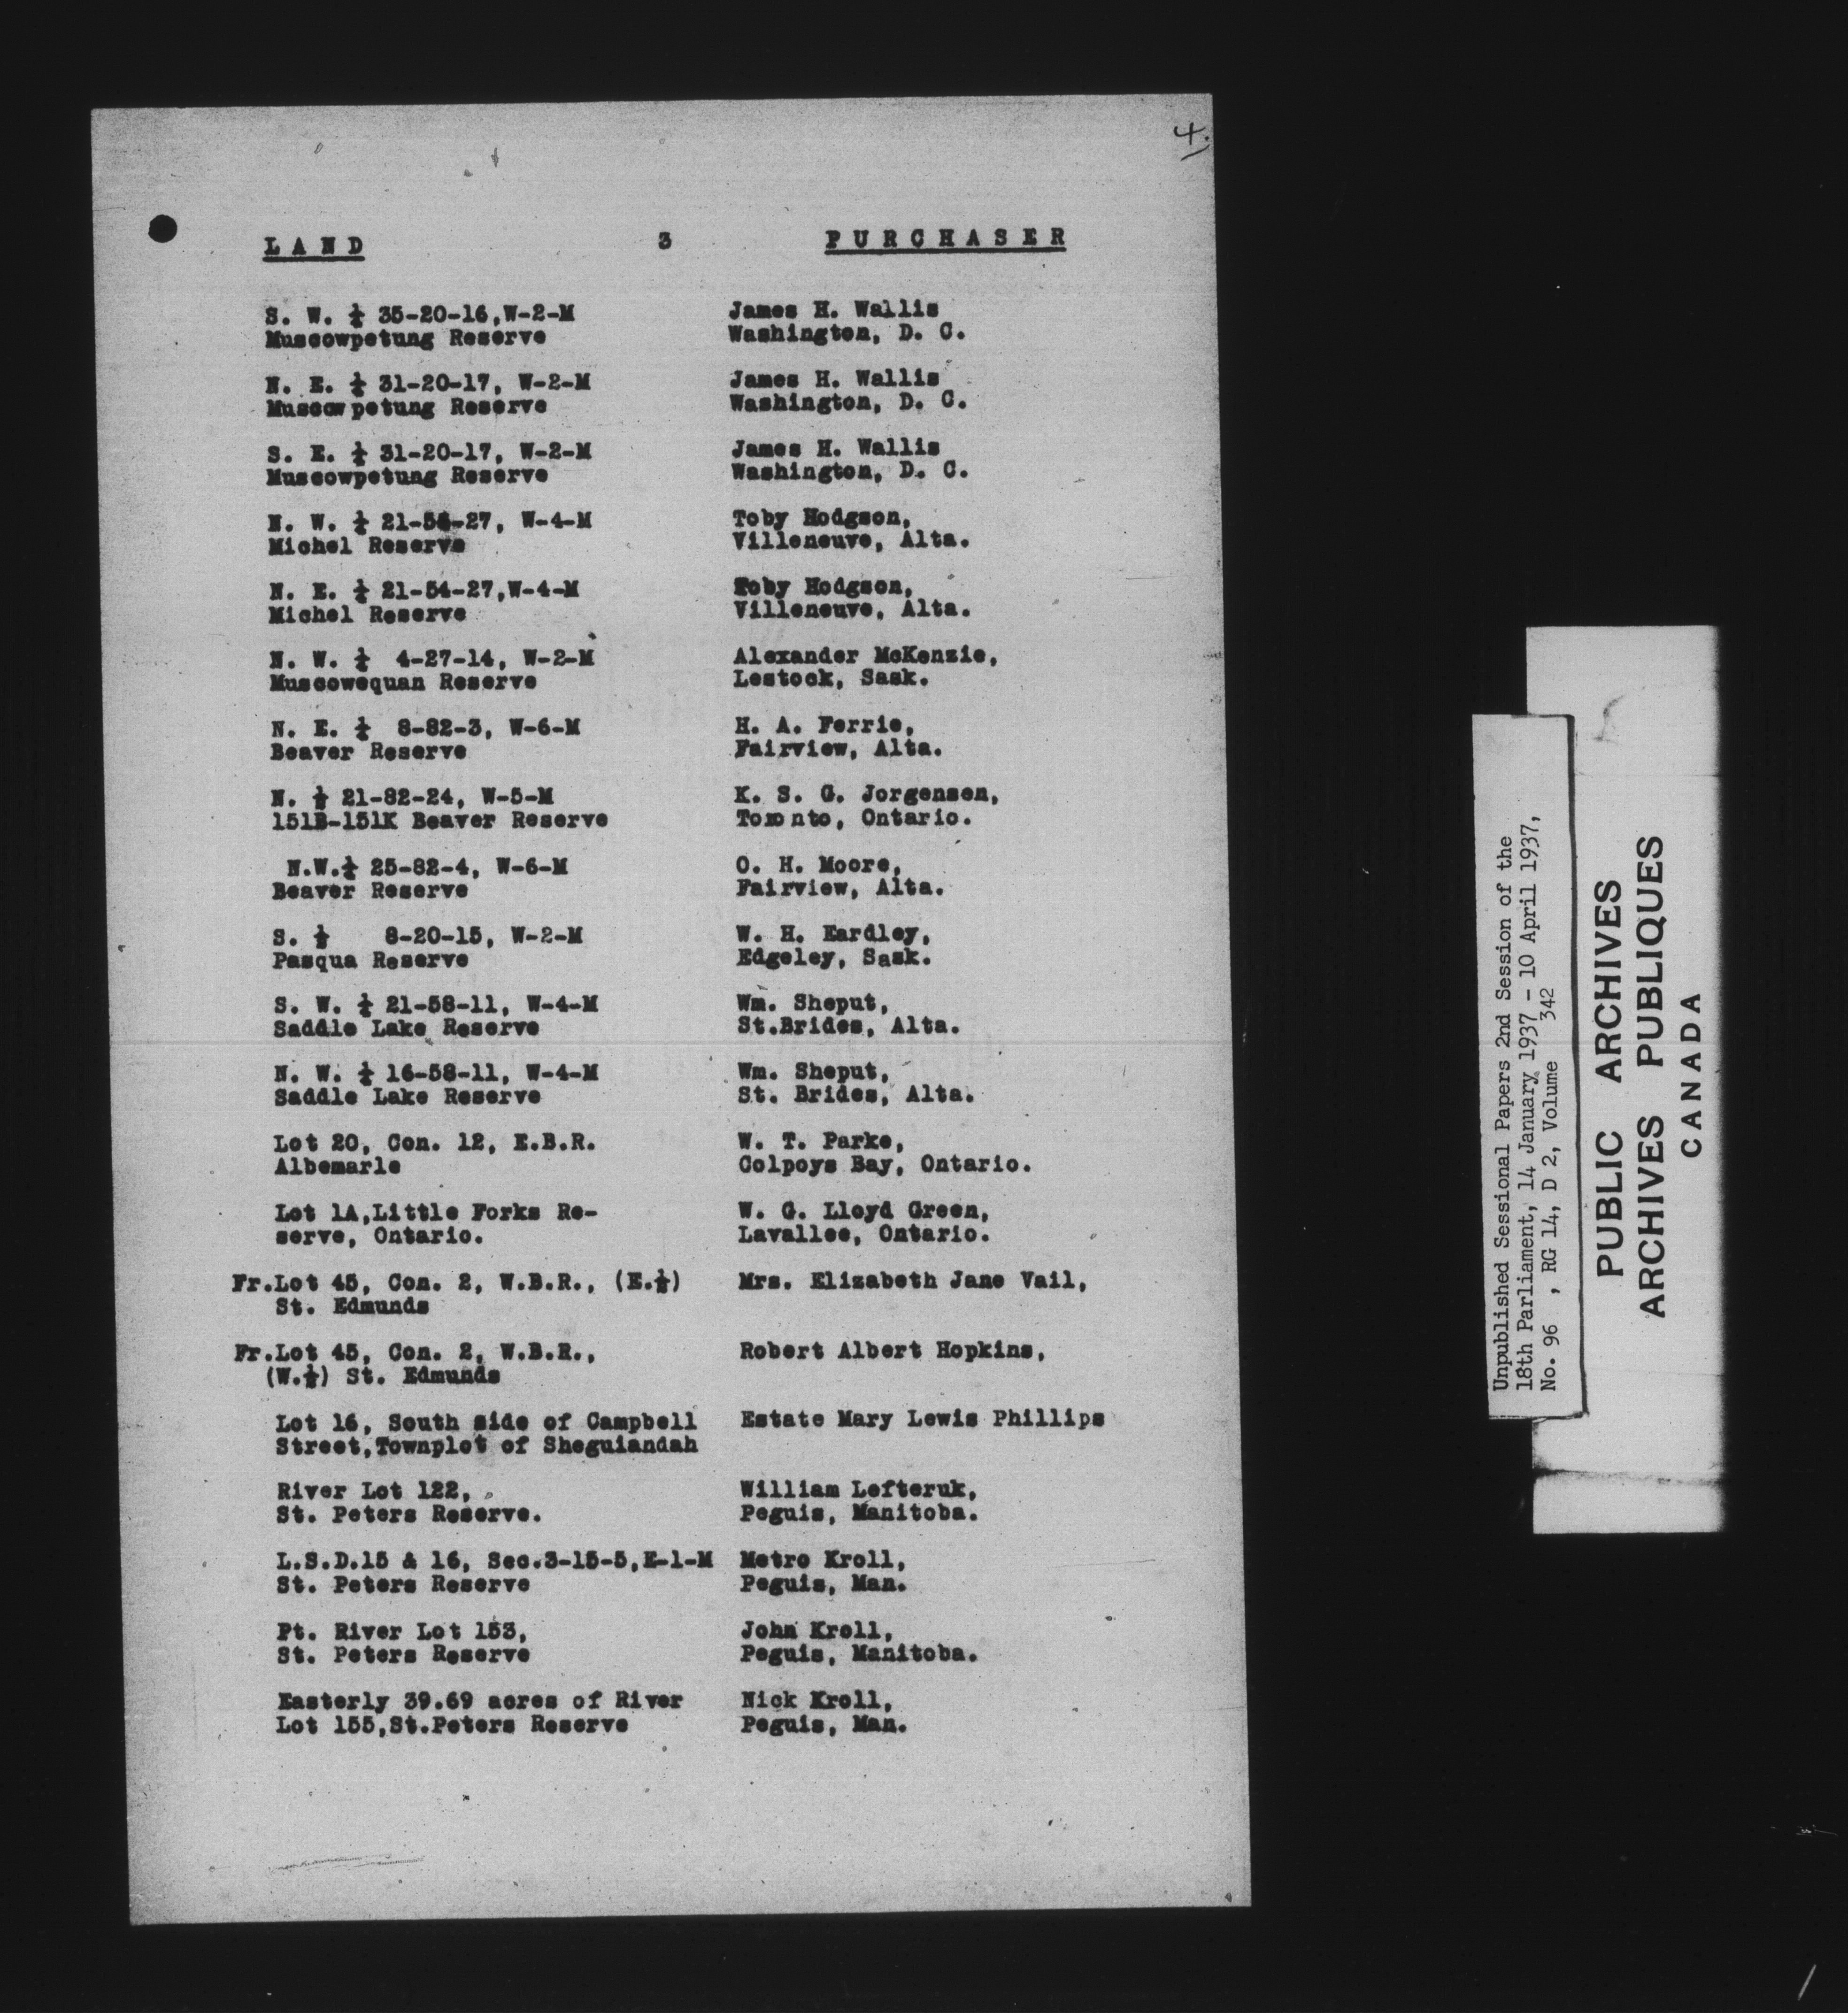 4.
LAND 3 PURCHASER
S. W. ¼ 35-20-16,W-2-M James H. Wallis
Muscowpetung Reserve Washington, D. C.
N. E. ¼ 31-20-17, W-2-M James H. Wallis
Muscowpetung Reserve Washington, D. C.
S. E. ¼ 31-20-17, W-2-M James H. Wallis
Muscowpetung Reserve Washington, D. C.
N. W. ¼ 21-54-27, W-4-M Toby Hodgson,
Michel Reserve Villeneuve, Alta.
N. E. ¼ 21-54-27,W-4-M Toby Hodgson,
Michel Reserve Villeneuve, Alta.
N. W. ¼ 4-27-14, W-2-M Alexander McKenzie,
Muscowequan Reserve Lestock, Sask.
N. E. ¼ 8-82-3, W-6-M H. A. Ferrie,
Beaver Reserve Fairview, Alta.
N. ½ 21-82-24, W-5-M K. S. G. Jorgensen,
151B-151K Beaver Reserve Toronto, Ontario.
N.W.¼ 25-82-4, W-6-M O. H. Moore,
Beaver Reserve Fairview, Alta.
S. ½ 8-20-15, W-2-M W. H. Eardley,
Pasqua Reserve Edgeley, Sask.
S. W. ¼ 21-58-11, W-4-M Wm. Sheput,
Saddle Lake Reserve St.Brides, Alta.
N. W. ¼ 16-58-11, W-4-M Wm. Sheput,
Saddle Lake Reserve St. Brides, Alta.
Lot 20, Con. 12, E.B.R. W. T. Parke,
Albemarle Colpoys Bay, Ontario.
Lot 1A,Little Forks Re- W. G. Lloyd Green,
serve, Ontario. Lavallee, Ontario.
Fr.Lot 45, Con. 2, W.B.R., (E.½) Mrs. Elizabeth Jane Vail,
St. Edmunds
Fr.Lot 45, Con. 2, W.B.R., Robert Albert Hopkins,
(W.½) St. Edmunds
Lot 16, South side of Campbell Estate Mary Lewis Phillips
Street,Townplot of Sheguiandah
River Lot 122, William Lefteruk,
St. Peters Reserve. Peguis, Manitoba.
L.S.D.15 & 16, Sec.3-15-5,E-1-M Metro Kroll,
St. Peters Reserve Peguis, Man.
Pt. River Lot 153, John Kroll,
St. Peters Reserve Peguis, Manitoba.
Easterly 39.69 acres of River Nick Kroll,
Lot 155,St.Peters Reserve Peguis, Man.
Unpublished Sessional Papers 2nd Session of the
18th Parliament, 14 January 1937 - 10 April 1937,
No. 96 , RG 14, D 2, Volume 342
PUBLIC ARCHIVES
ARCHIVES PUBLIQUES
CANADA